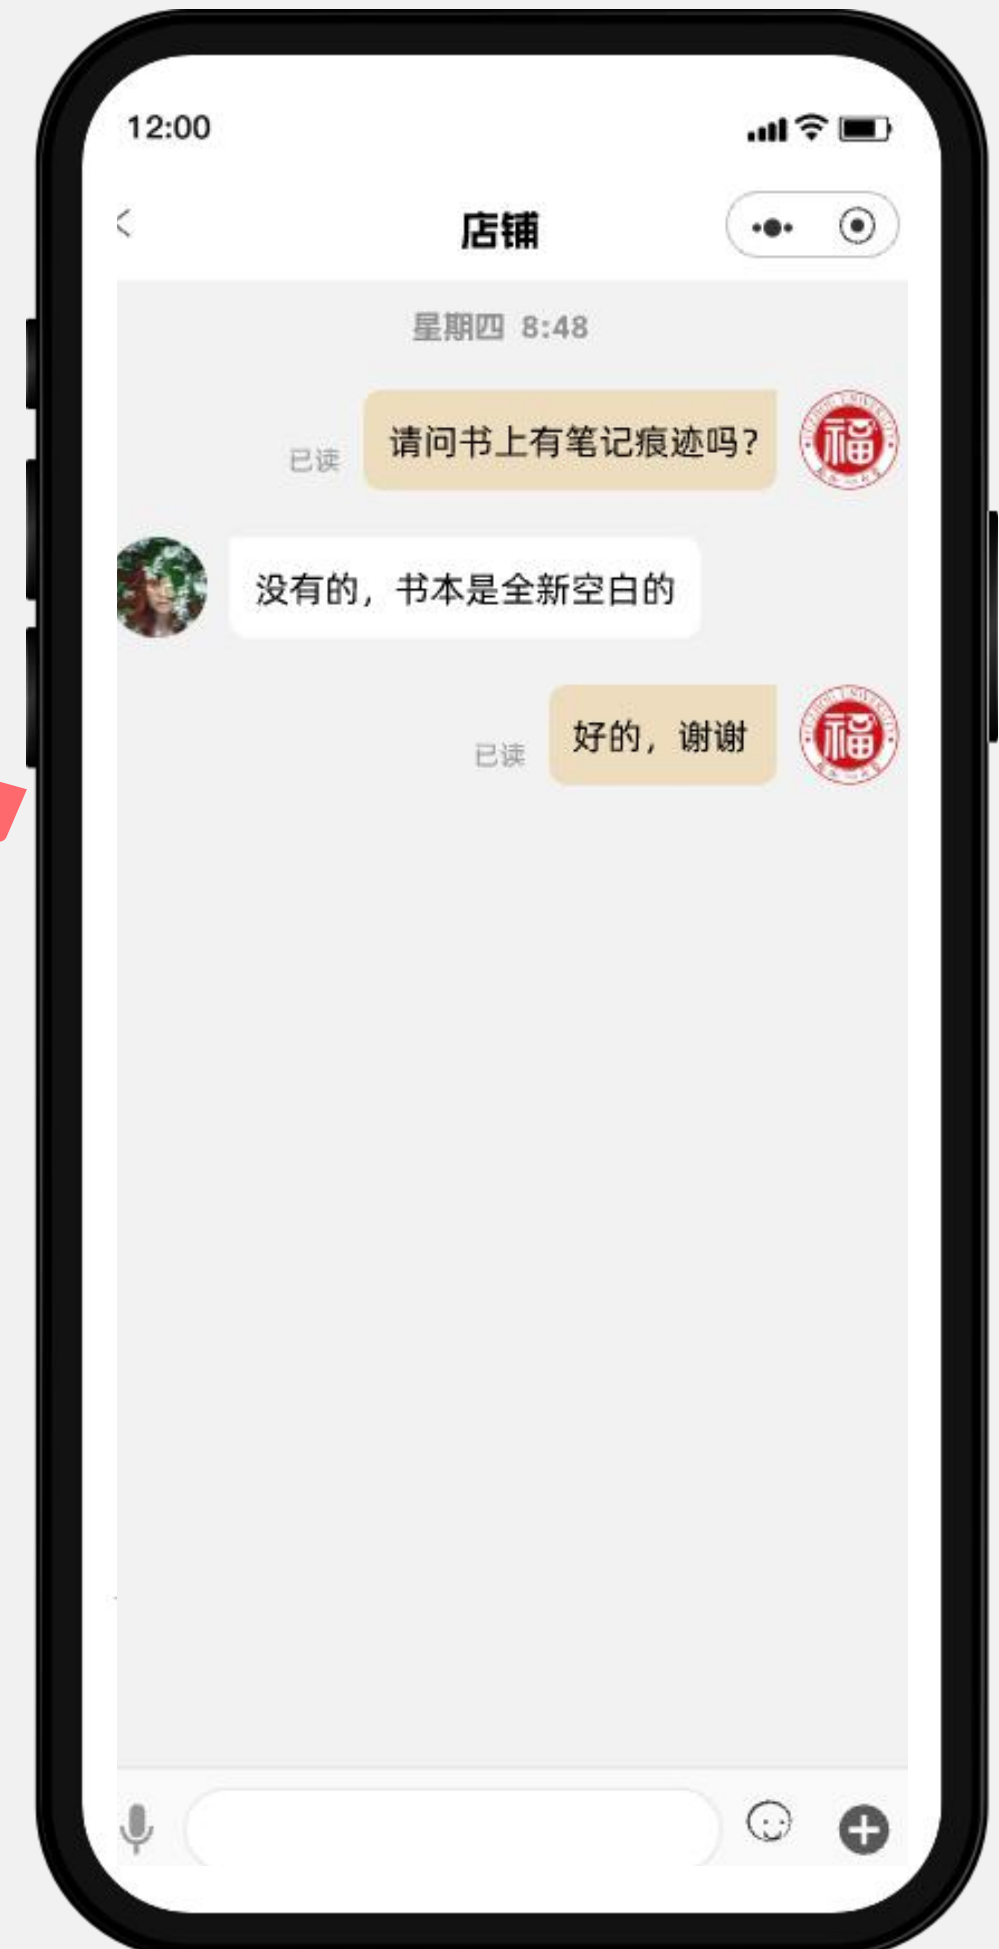 12:00
店铺
星期四 8:48
请问书上有笔记痕迹吗?
已读
福
没有的，书本是全新空白的
好的，谢谢
已读
福